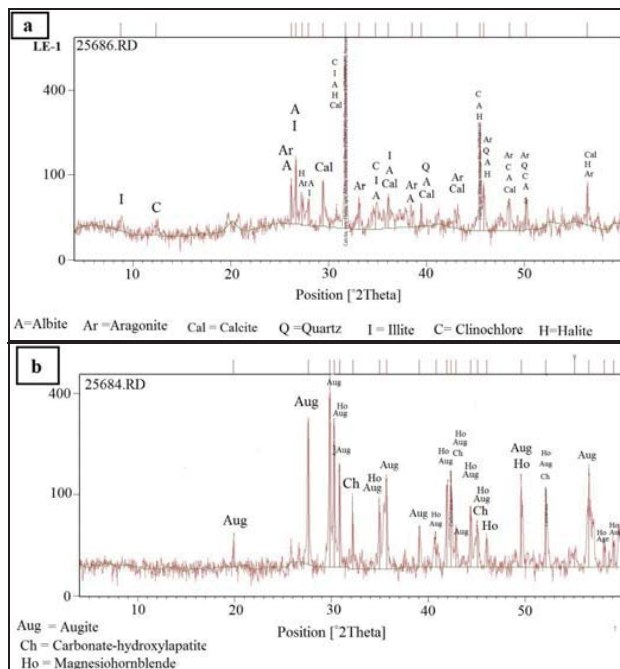 a
LE-1
25686.RD
400
100
0
I
C
Ar
A
A
I
H
Ar
A
I
Cal
C
I
A
H
Cal
Ar
C
I
A
I
A
Cal
Ar
A
Q
A
Cal
Ar
Cal
C
A
H
Ar
Q
A
H
Ar
C
A
Cal
Ar
Q
C
A
Cal
H
Ar
10 20 30 40 50
Position [°2Theta]
A=Albite Ar =Aragonite Cal = Calcite Q =Quartz I = Illite C= Clinochlore H=Halite
b
25684.RD
400
100
0
Aug
Aug
Aug
Ho
Aug
Aug
Ch
Ho
Aug
Aug
Aug
Ho
Aug
Ho
Aug
Ho
Aug
Ch
Aug
Ho
Aug
Ho
Aug
Ch
Ho
Aug
Ho
Ho
Aug
Ch
Aug
Ho
Ho
10 20 30 40 50
Position [°2Theta]
Aug = Augite
Ch = Carbonate-hydroxylapatite
Ho = Magnesiohornblende